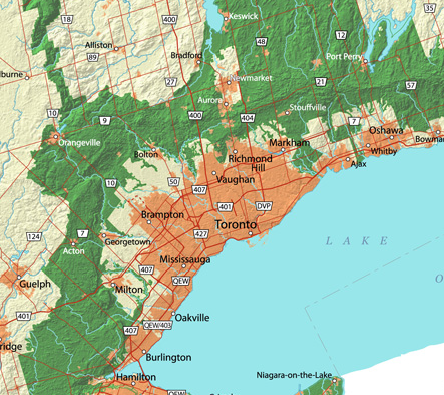 Keswick
18
400
Alliston
48
12
89
Bradford
Port Perry
27
Newmarket
21
57
Aurora
10
Stouffville
9
400
404
7
Oshawa
Orangeville
Markham
Whitby
Bolton
Richmond
Hill
Ajax
10
50
407
Vaughan
401
DVP
Brampton
Toronto
124
7
427
LAKE
Georgetown
Acton
Mississauga
407
Guelph
QEW
Milton
401
QEW/403
Oakville
407
Burlington
Niagara-on-the-Lake
Hamilton
QEW